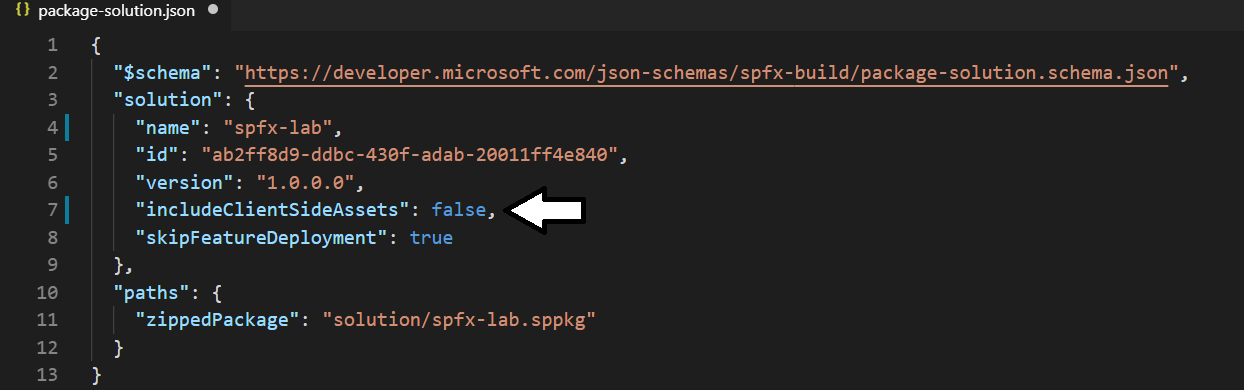 {} package-solution.json ●
1 {
2 "$schema": "https://developer.microsoft.com/json-schemas/spfx-build/package-solution.schema.json",
3 "solution": {
4 "name": "spfx-lab",
5 "id": "ab2ff8d9-ddbc-430f-adab-20011ff4e840",
6 "version": "1.0.0.0",
7 "includeClientSideAssets": false,
8 "skipFeatureDeployment": true
9 },
10 "paths": {
11 "zippedPackage": "solution/spfx-lab.sppkg"
12 }
13 }